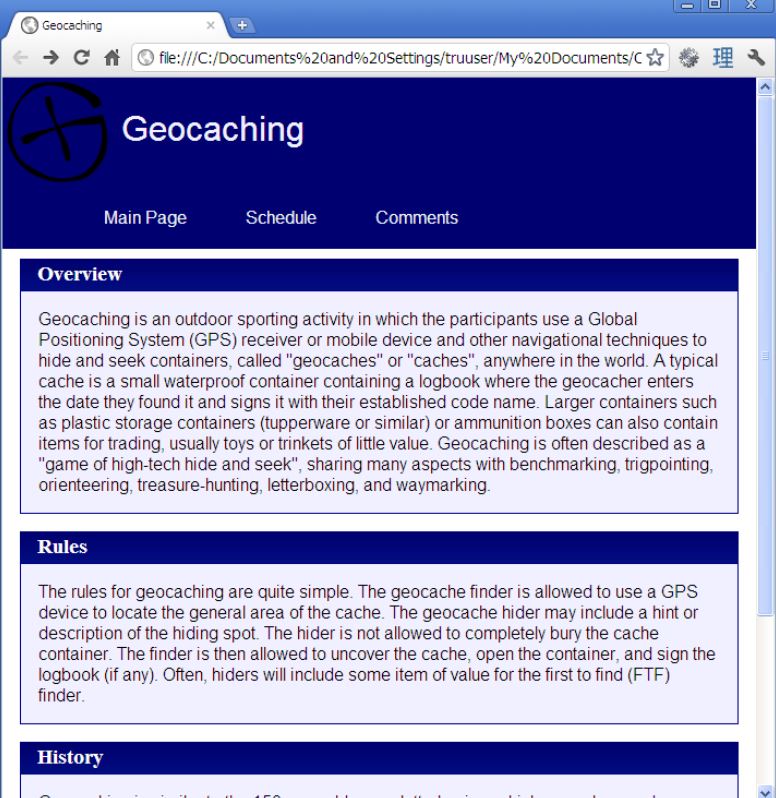 Geocaching
file:///C:/Documents%20and%20Settings/truuser/My%20Documents/C
理
Geocaching
Main Page Schedule Comments
Overview
Geocaching is an outdoor sporting activity in which the participants use a Global
Positioning System (GPS) receiver or mobile device and other navigational techniques to
hide and seek containers, called "geocaches" or "caches", anywhere in the world. A typical
cache is a small waterproof container containing a logbook where the geocacher enters
the date they found it and signs it with their established code name. Larger containers such
as plastic storage containers (tupperware or similar) or ammunition boxes can also contain
items for trading, usually toys or trinkets of little value. Geocaching is often described as a
"game of high-tech hide and seek", sharing many aspects with benchmarking, trigpointing,
orienteering, treasure-hunting, letterboxing, and waymarking.
Rules
The rules for geocaching are quite simple. The geocache finder is allowed to use a GPS
device to locate the general area of the cache. The geocache hider may include a hint or
description of the hiding spot. The hider is not allowed to completely bury the cache
container. The finder is then allowed to uncover the cache, open the container, and sign the
logbook (if any). Often, hiders will include some item of value for the first to find (FTF)
finder.
History